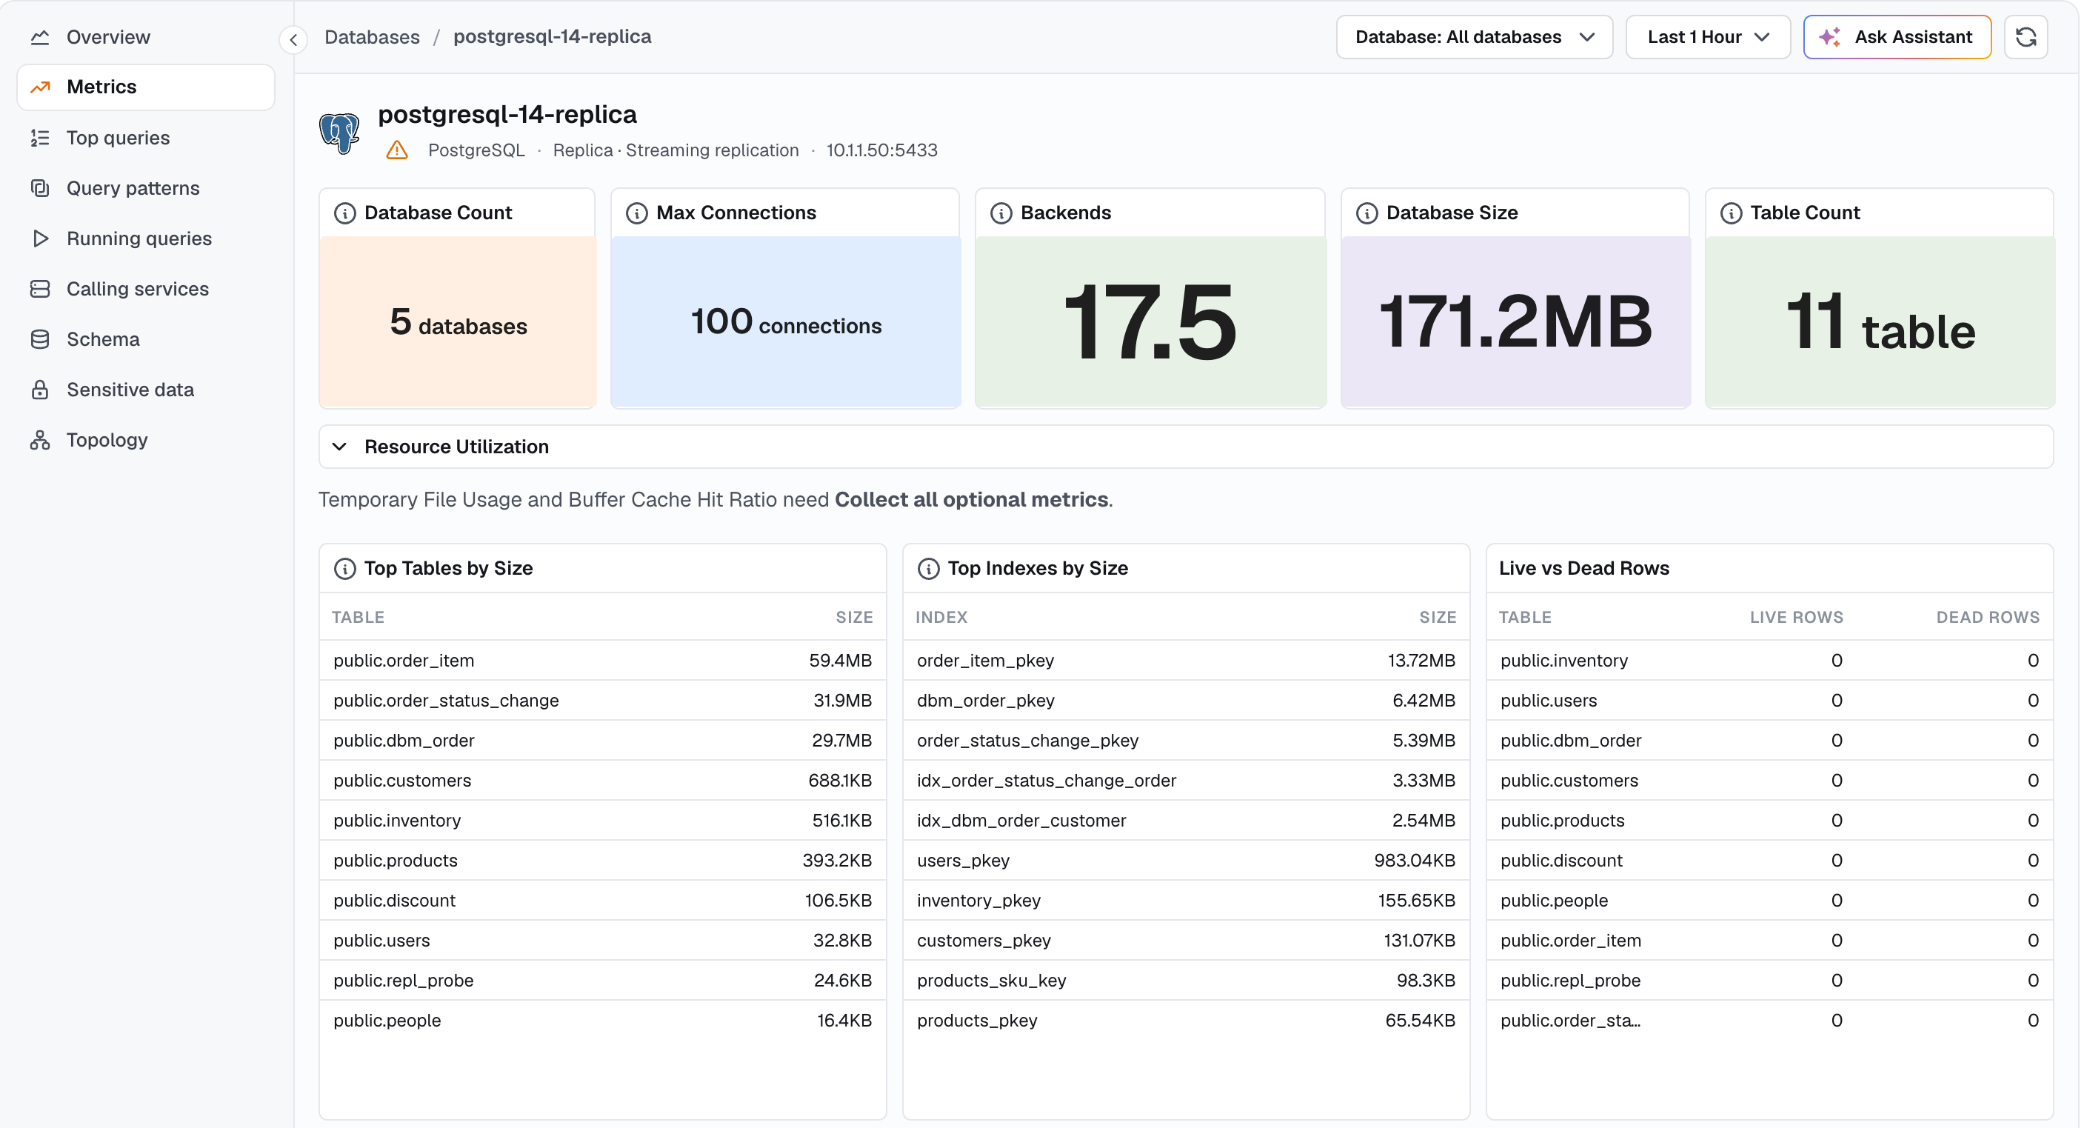 Overview
Metrics
Top queries
Query patterns
Running queries
Calling services
Schema
Sensitive data
Topology
Databases / postgresql-14-replica
Database: All databases
Last 1 Hour
Ask Assistant
postgresql-14-replica
PostgreSQL · Replica · Streaming replication · 10.1.1.50:5433
Database Count
5 databases
Max Connections
100 connections
Backends
17.5
Database Size
171.2MB
Table Count
11 table
Resource Utilization
Temporary File Usage and Buffer Cache Hit Ratio need Collect all optional metrics.
Top Tables by Size
TABLE SIZE
public.order_item 59.4MB
public.order_status_change 31.9MB
public.dbm_order 29.7MB
public.customers 688.1KB
public.inventory 516.1KB
public.products 393.2KB
public.discount 106.5KB
public.users 32.8KB
public.repl_probe 24.6KB
public.people 16.4KB
Top Indexes by Size
INDEX SIZE
order_item_pkey 13.72MB
dbm_order_pkey 6.42MB
order_status_change_pkey 5.39MB
idx_order_status_change_order 3.33MB
idx_dbm_order_customer 2.54MB
users_pkey 983.04KB
inventory_pkey 155.65KB
customers_pkey 131.07KB
products_sku_key 98.3KB
products_pkey 65.54KB
Live vs Dead Rows
TABLE LIVE ROWS DEAD ROWS
public.inventory 0 0
public.users 0 0
public.dbm_order 0 0
public.customers 0 0
public.products 0 0
public.discount 0 0
public.people 0 0
public.order_item 0 0
public.repl_probe 0 0
public.order_sta… 0 0